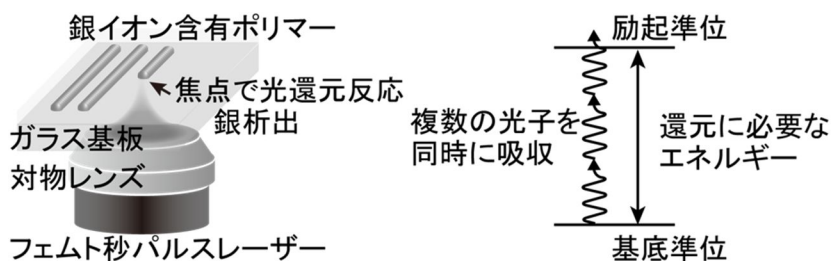 銀イオン含有ポリマー
焦点で光還元反応
銀析出
ガラス基板
対物レンズ
フェムト秒パルスレーザー
励起準位
複数の光子を
同時に吸収
還元に必要な
エネルギー
基底準位